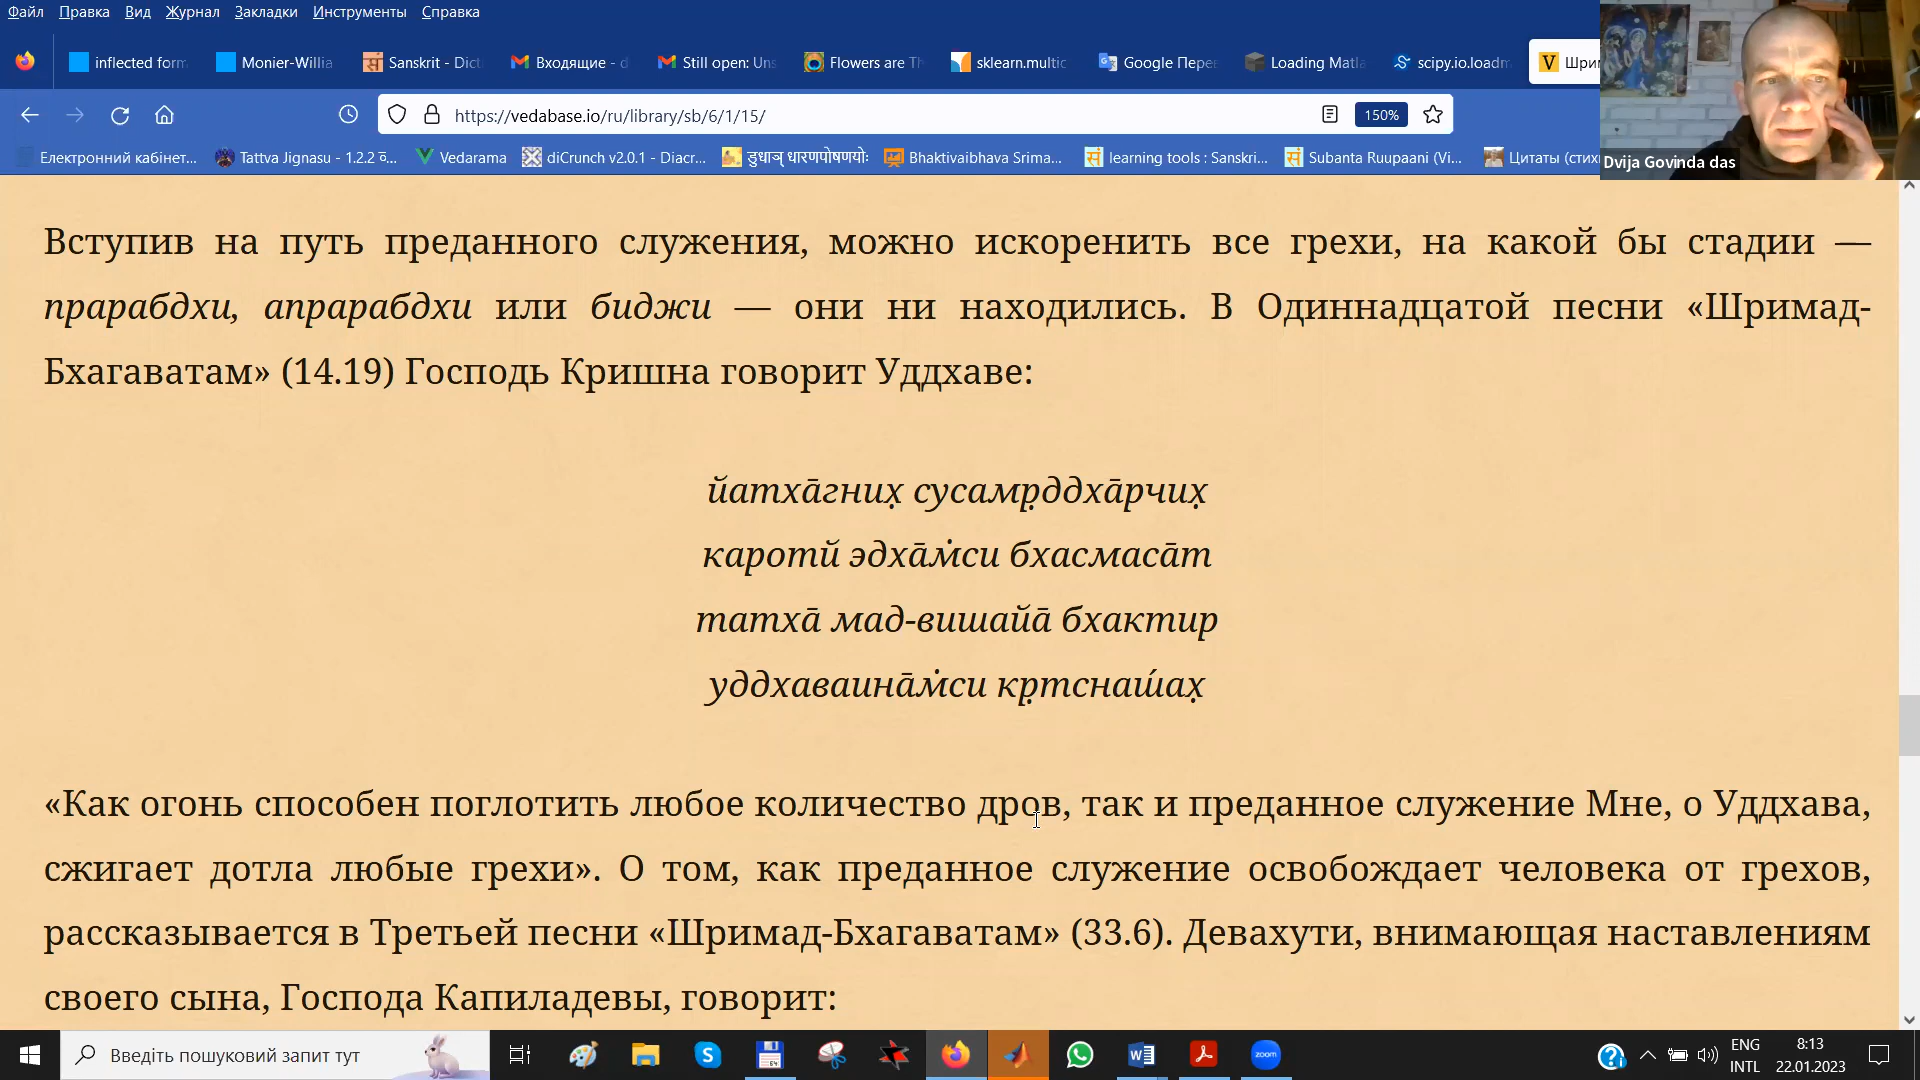 Файл Правка Вид Журнал Закладки Инструменты Справка
inflected form Monier-Willia Sanskrit - Dict Входящие - d Still open: Uns Flowers are Th sklearn.multic Google Пере Loading Matla scipy.io.loadm Шрим
https://vedabase.io/ru/library/sb/6/1/15/ 150%
Електронний кабінет... Tattva Jignasu - 1.2.2 व... Vedarama diCrunch v2.0.1 - Diacr... डुधाञ् धारणपोषणयोः Bhaktivaibhava Srima... learning tools : Sanskri... Subanta Ruupaani (Vi... Цитаты (стих
Dvija Govinda das
Вступив на путь преданного служения, можно искоренить все грехи, на какой бы стадии —
прарабдхи, апрарабдхи или биджи — они ни находились. В Одиннадцатой песни «Шримад-
Бхагаватам» (14.19) Господь Кришна говорит Уддхаве:
йатха̄гних̣ сусамр̣ддха̄рчих̣
каротй эдха̄м̇си бхасмаса̄т
татха̄ мад-вишайа̄ бхактир
уддхаваина̄м̇си кр̣тснаш́ах̣
«Как огонь способен поглотить любое количество дров, так и преданное служение Мне, о Уддхава,
сжигает дотла любые грехи». О том, как преданное служение освобождает человека от грехов,
рассказывается в Третьей песни «Шримад-Бхагаватам» (33.6). Девахути, внимающая наставлениям
своего сына, Господа Капиладевы, говорит:
Введіть пошуковий запит тут
zoom
ENG 8:13
INTL 22.01.2023